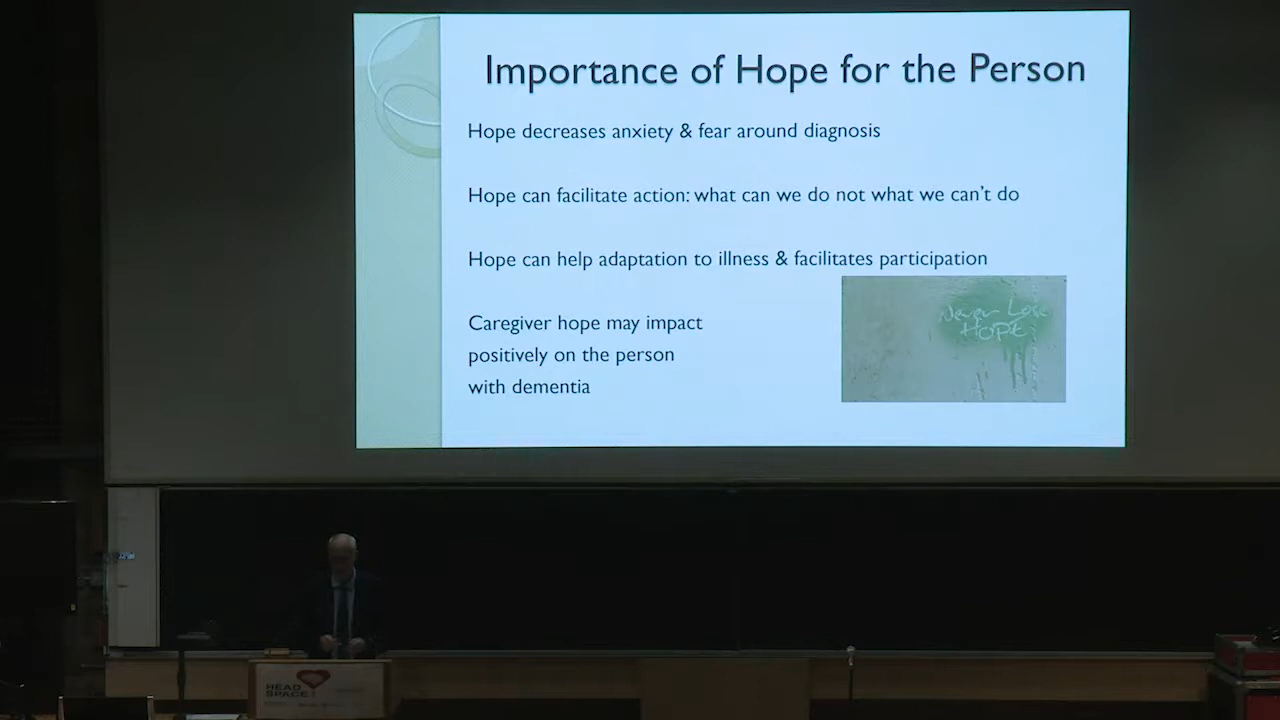 Importance of Hope for the Person
Hope decreases anxiety & fear around diagnosis
Hope can facilitate action: what can we do not what we can't do
Hope can help adaptation to illness & facilitates participation
Never Lose
HOPE
Caregiver hope may impact
positively on the person
with dementia
HEAD
SPACE